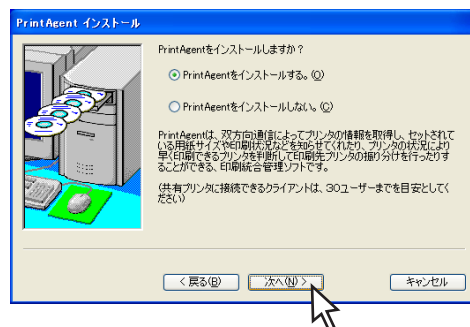 PrintAgent インストール
PrintAgentをインストールしますか？
PrintAgentをインストールする。(O)
PrintAgentをインストールしない。(C)
PrintAgentは、双方向通信によってプリンタの情報を取得し、セットされて
いる用紙サイズや印刷状況などを知らせてくれたり、プリンタの状況により
早く印刷できるプリンタを判断して印刷先プリンタの振り分けを行ったりす
ることができる、印刷統合管理ソフトです。
(共有プリンタに接続できるクライアントは、30ユーザーまでを目安としてく
ださい)
< 戻る(B)
次へ(N) >
キャンセル